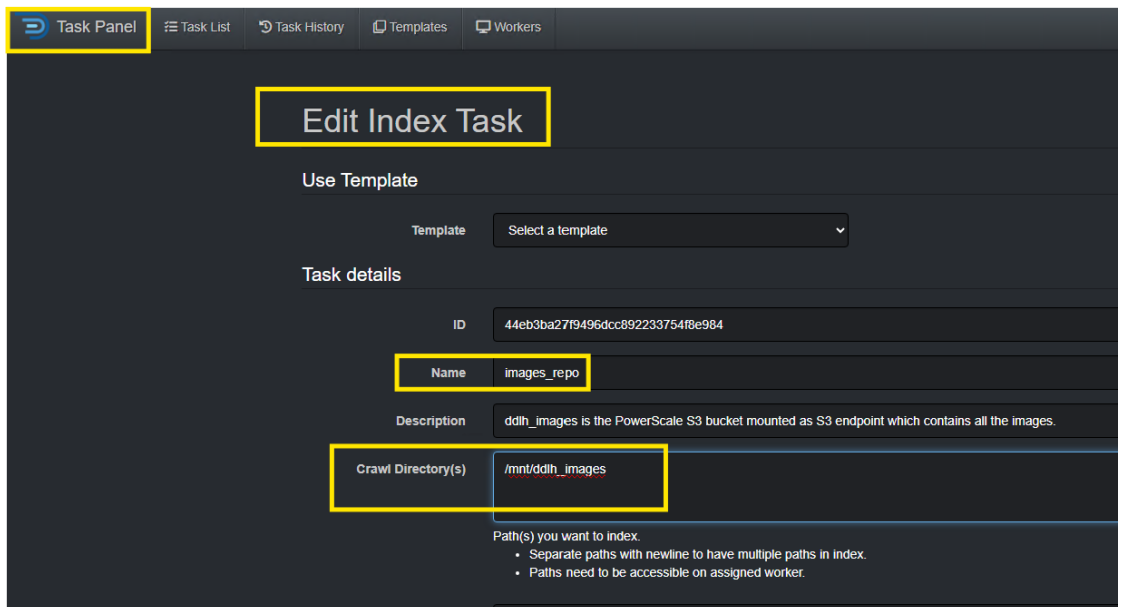 Task Panel Task List Task History Templates Workers
Edit Index Task
Use Template
Template Select a template
Task details
ID 44eb3ba27f9496dcc892233754f8e984
Name images_repo
Description ddlh_images is the PowerScale S3 bucket mounted as S3 endpoint which contains all the images.
Crawl Directory(s) /mnt/ddlh_images
Path(s) you want to index.
• Separate paths with newline to have multiple paths in index.
• Paths need to be accessible on assigned worker.